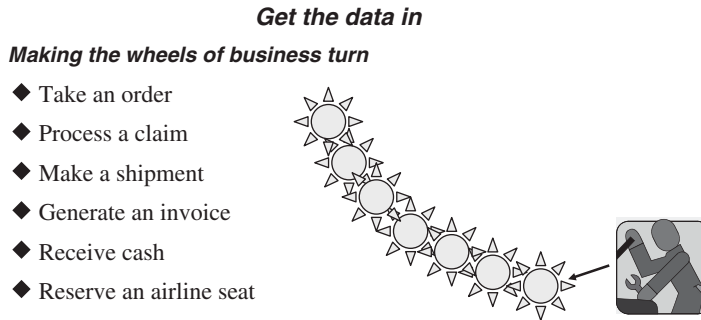 Get the data in
Making the wheels of business turn
◆ Take an order
◆ Process a claim
◆ Make a shipment
◆ Generate an invoice
◆ Receive cash
◆ Reserve an airline seat